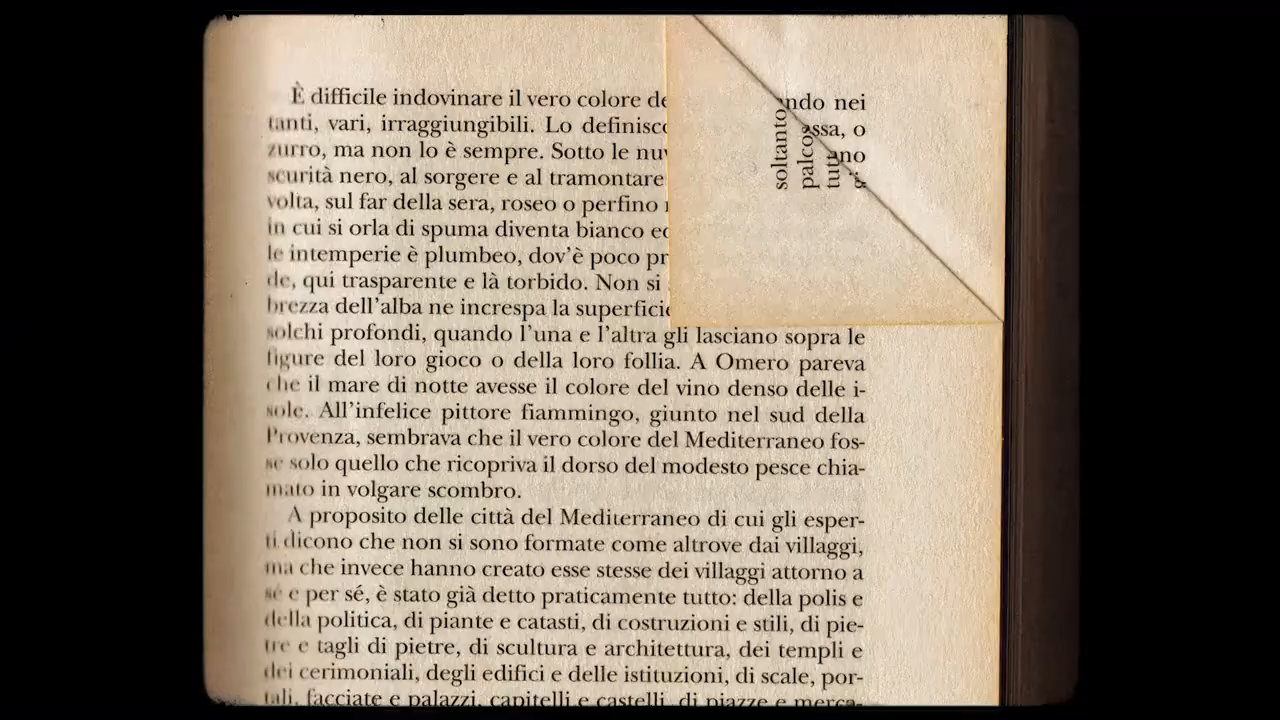 È difficile indovinare il vero colore de
tanti, vari, irraggiungibili. Lo definisc
zurro, ma non lo è sempre. Sotto le nu
scurità nero, al sorgere e al tramontare
volta, sul far della sera, roseo o perfino
in cui si orla di spuma diventa bianco
le intemperie è plumbeo, dov'è poco pr
de, qui trasparente e là torbido. Non si
brezza dell'alba ne increspa la superficie
solchi profondi, quando l'una e l'altra gli lasciano sopra le
figure del loro gioco o della loro follia. A Omero pareva
che il mare di notte avesse il colore del vino denso delle i-
sole. All'infelice pittore fiammingo, giunto nel sud della
Provenza, sembrava che il vero colore del Mediterraneo fos-
se solo quello che ricopriva il dorso del modesto pesce chia-
mato in volgare scombro.
A proposito delle città del Mediterraneo di cui gli esper-
ti dicono che non si sono formate come altrove dai villaggi,
ma che invece hanno creato esse stesse dei villaggi attorno a
sé e per sé, è stato già detto praticamente tutto: della polis e
della politica, di piante e catasti, di costruzioni e stili, di pie-
tre e tagli di pietre, di scultura e architettura, dei templi e
dei cerimoniali, degli edifici e delle istituzioni, di scale, por-
tali, facciate e palazzi, capitelli e castelli, di piazze e merca-
ndo nei
ssa, o
no
soltanto
palcos
tut